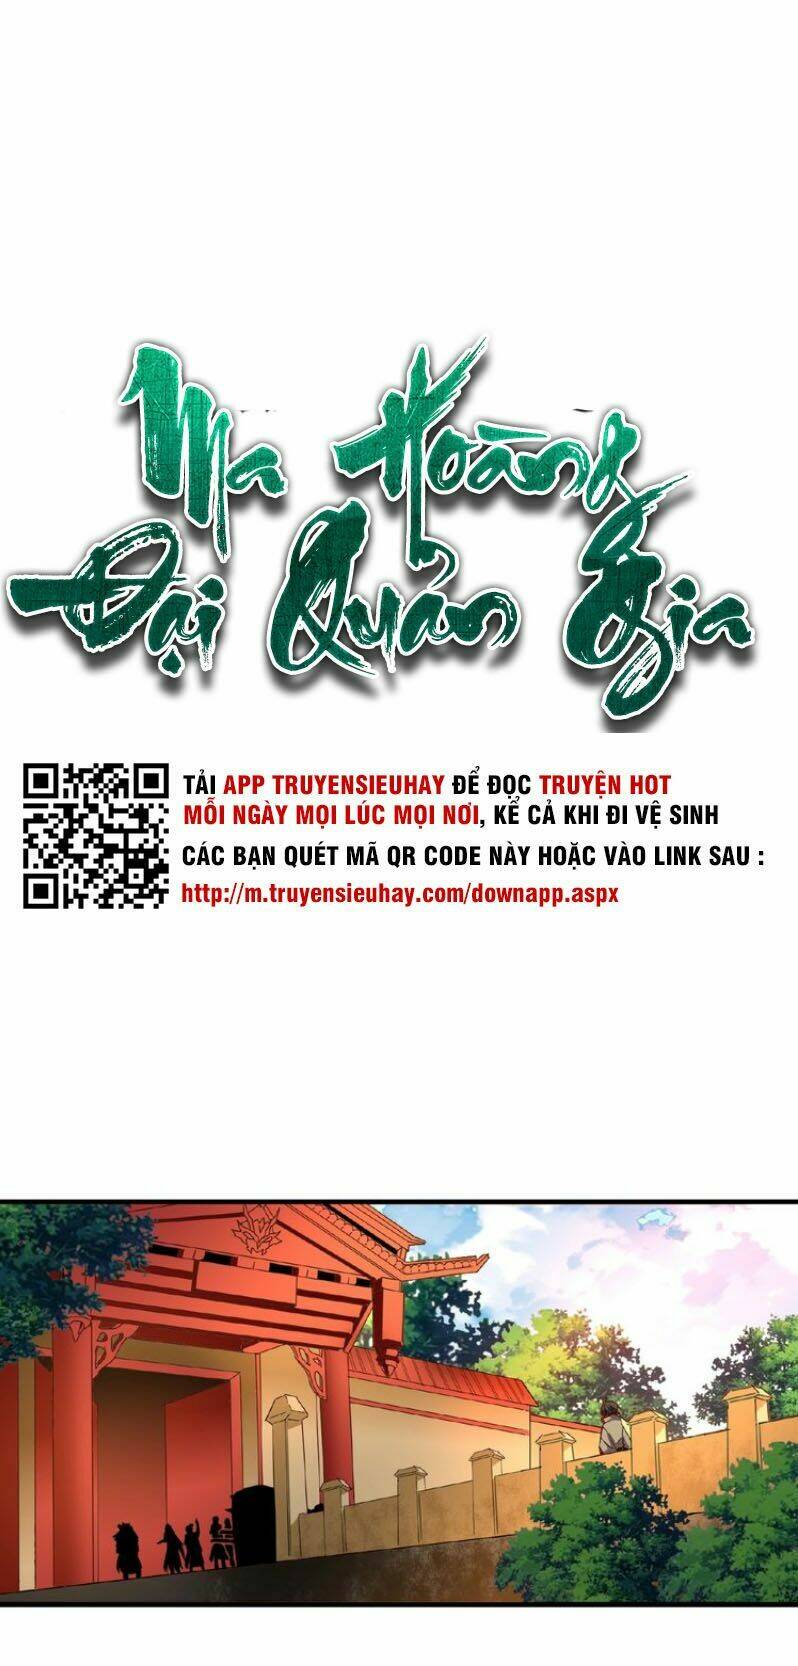 Ma Hoàng
Đại Quản Gia
TẢI APP TRUYENSIEUHAY ĐỂ ĐỌC TRUYỆN HOT
MỖI NGÀY MỌI LÚC MỌI NƠI, KỂ CẢ KHI ĐI VỆ SINH
CÁC BẠN QUÉT MÃ QR CODE NÀY HOẶC VÀO LINK SAU :
http://m.truyensieuhay.com/downapp.aspx